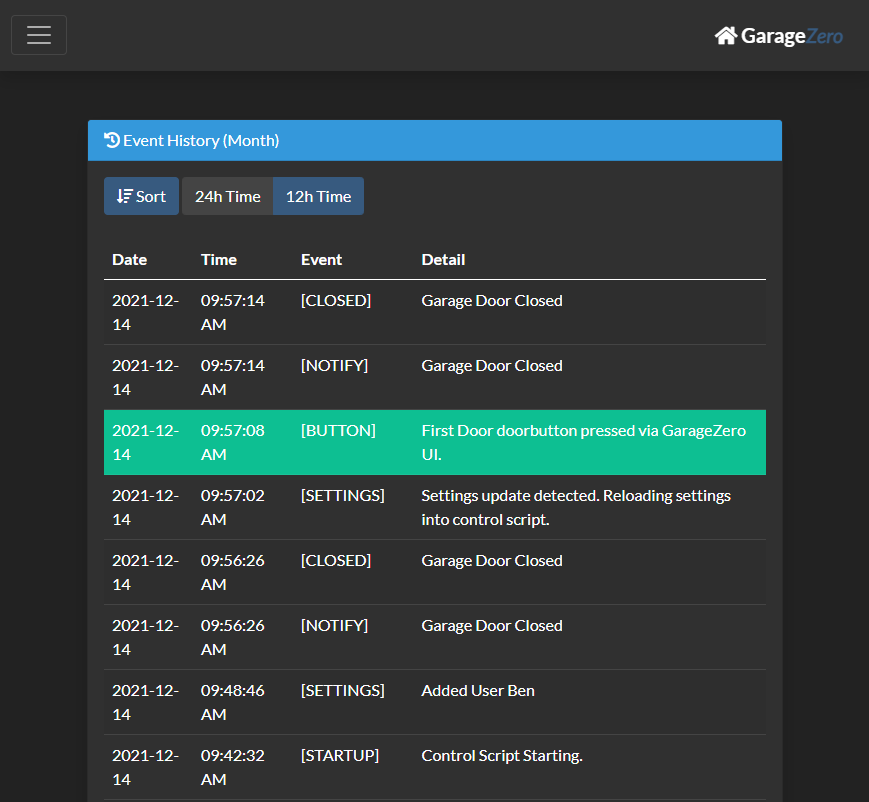 GarageZero
Event History (Month)
Sort 24h Time 12h Time
Date Time Event Detail
2021-12- 09:57:14 [CLOSED] Garage Door Closed
14 AM
2021-12- 09:57:14 [NOTIFY] Garage Door Closed
14 AM
2021-12- 09:57:08 [BUTTON] First Door doorbutton pressed via GarageZero
14 AM UI.
2021-12- 09:57:02 [SETTINGS] Settings update detected. Reloading settings
14 AM into control script.
2021-12- 09:56:26 [CLOSED] Garage Door Closed
14 AM
2021-12- 09:56:26 [NOTIFY] Garage Door Closed
14 AM
2021-12- 09:48:46 [SETTINGS] Added User Ben
14 AM
2021-12- 09:42:32 [STARTUP] Control Script Starting.
14 AM